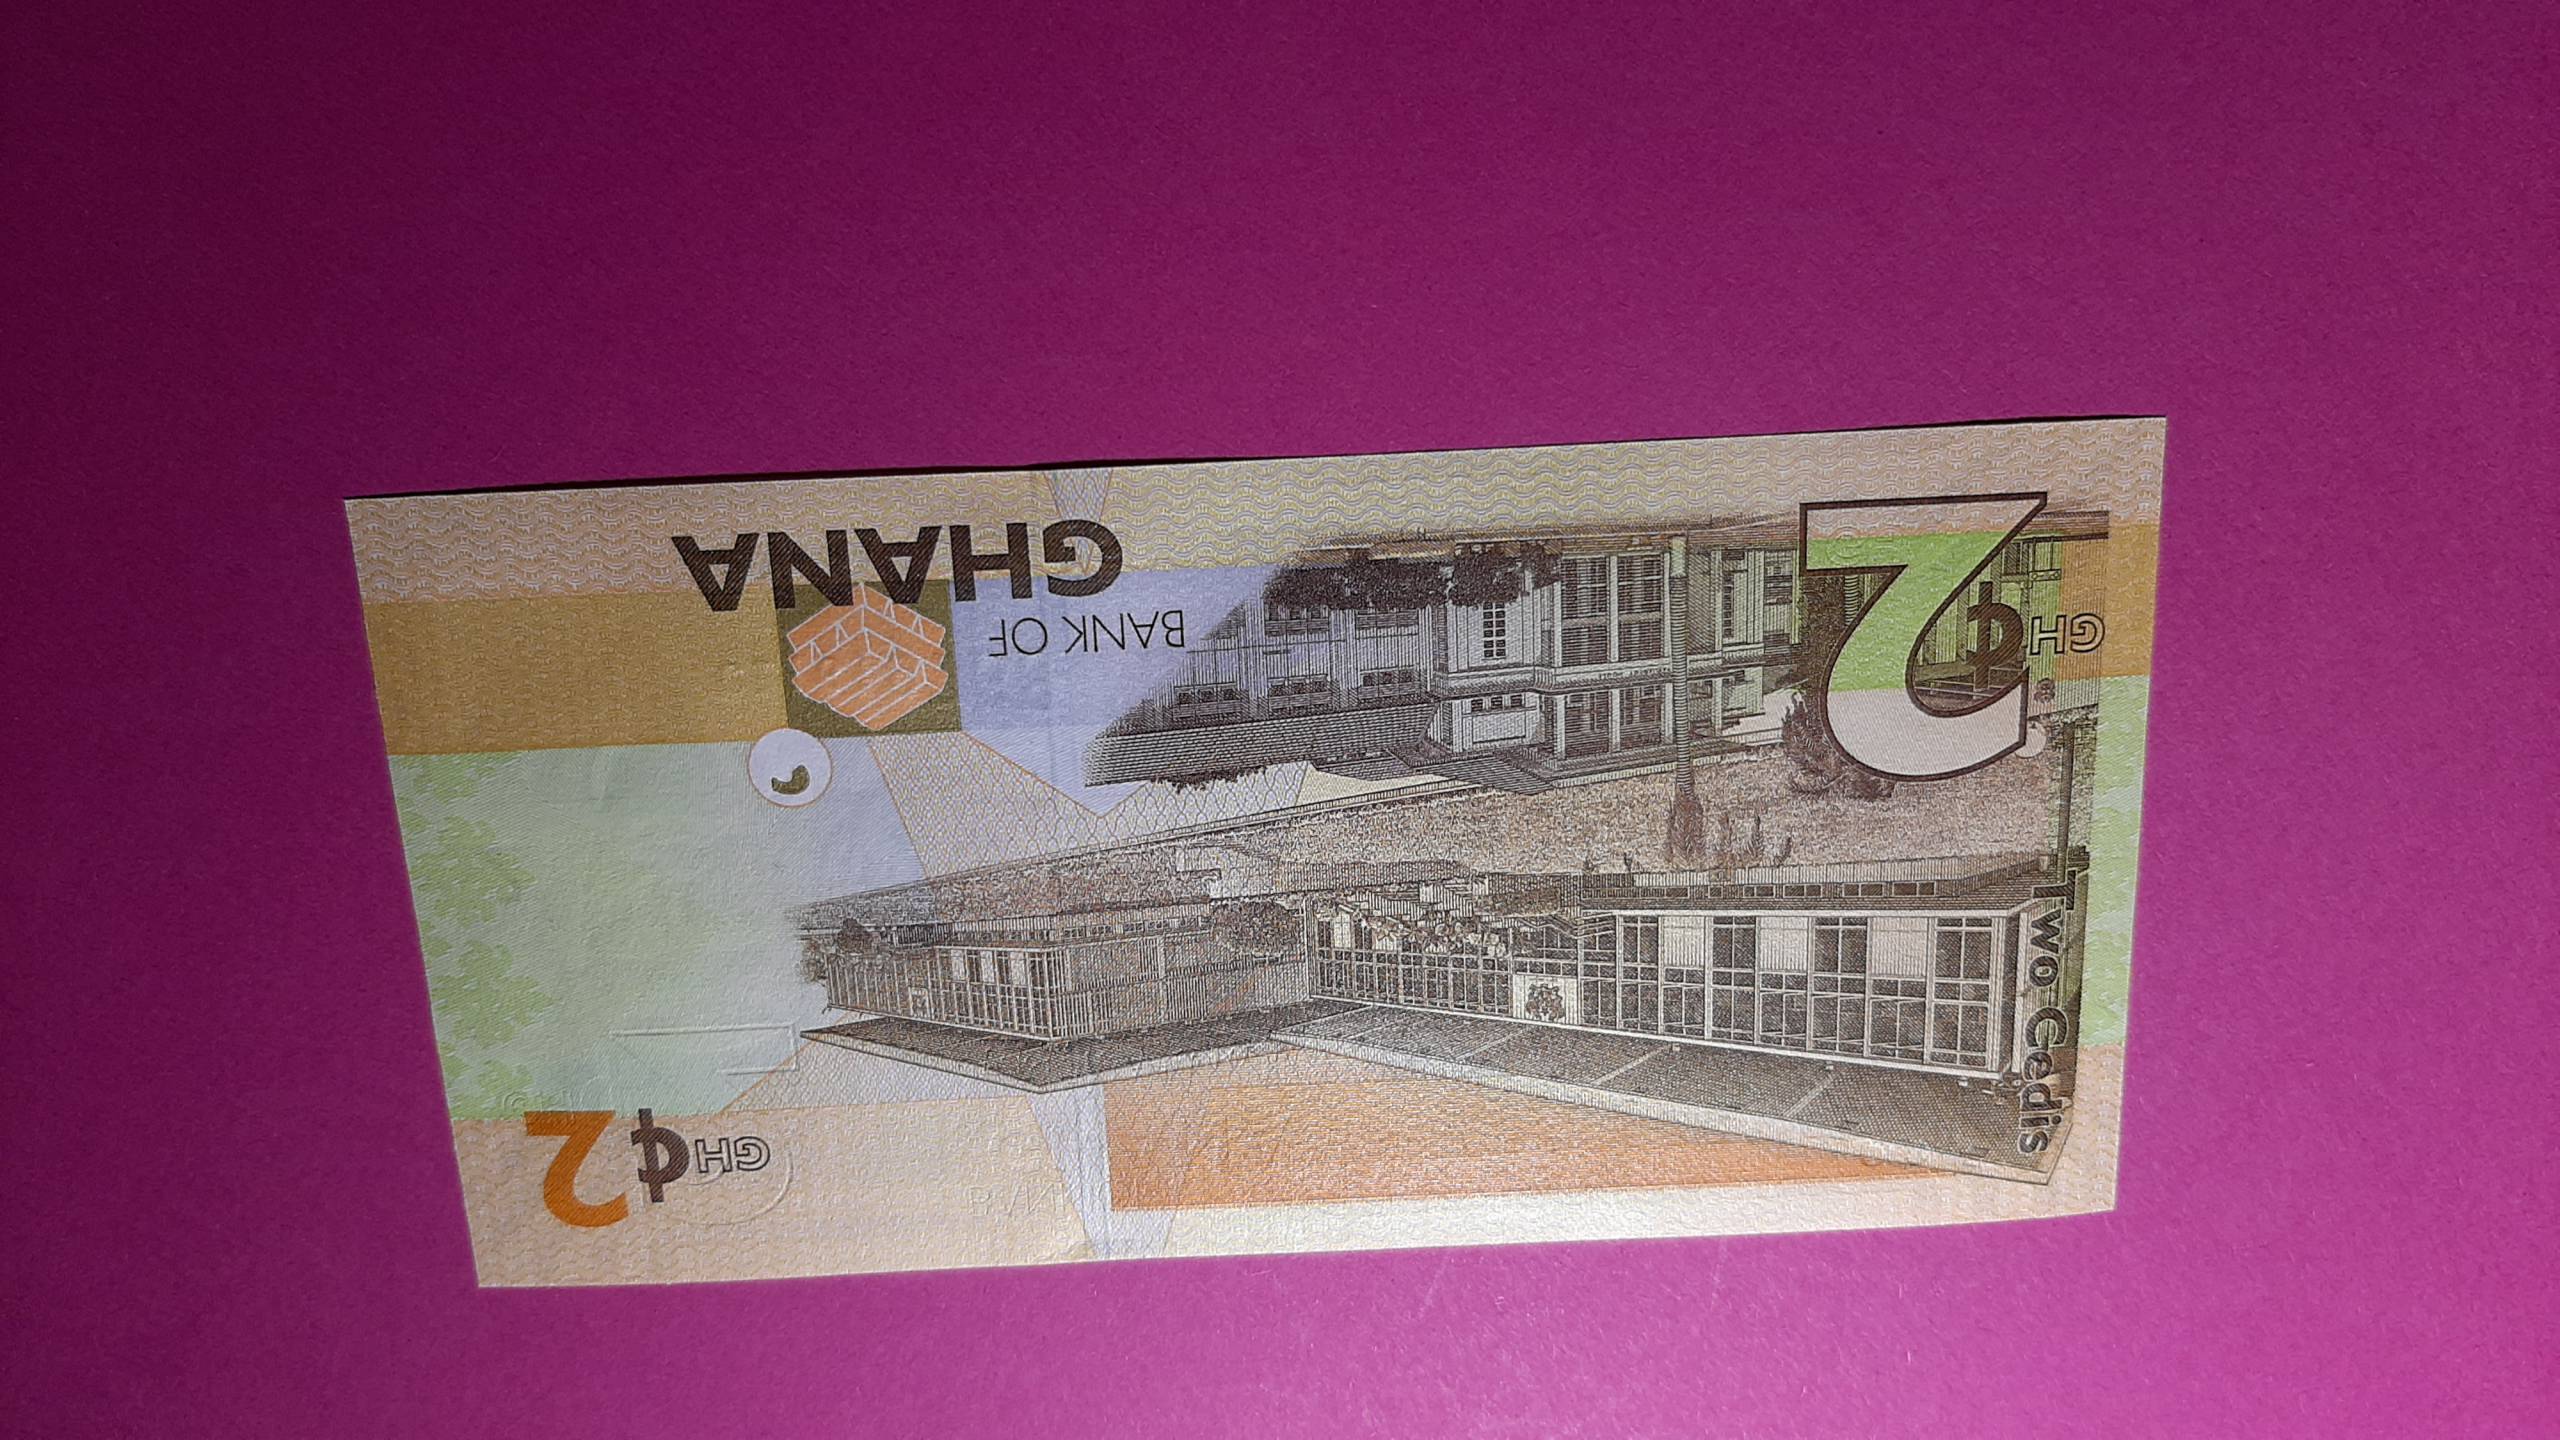 GH¢2
BANK OF
GHANA
GH¢
2
Two Cedis